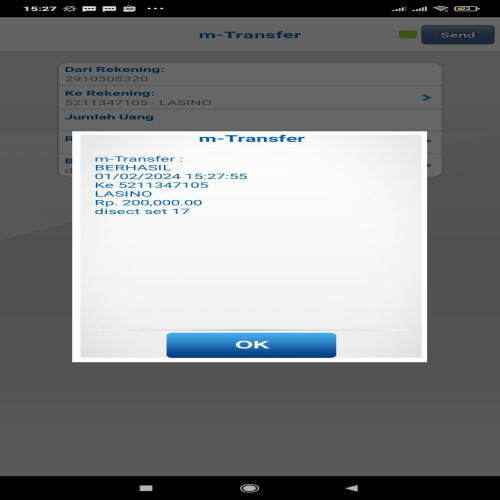 15:27
m-Transfer
Send
Dari Rekening:
2910308320
Ke Rekening:
5211347105 - LASINO
Jumlah Uang
m-Transfer
m-Transfer :
BERHASIL
01/02/2024 15:27:55
Ke 5211347105
LASINO
Rp. 200,000.00
disect set 17
OK